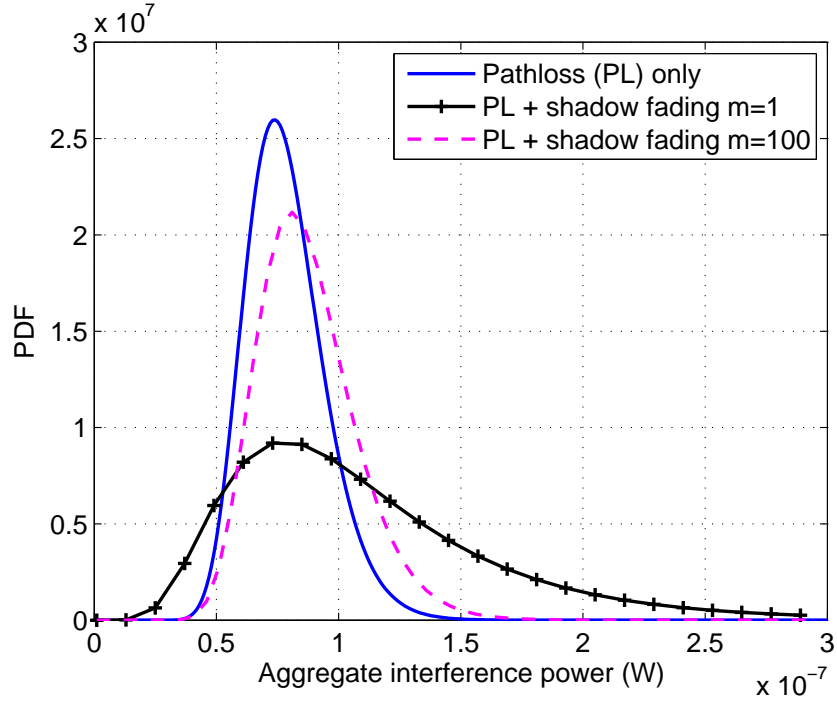 x 10^7
3
2.5
2
1.5
1
0.5
0
PDF
Pathloss (PL) only
PL + shadow fading m=1
PL + shadow fading m=100
0 0.5 1 1.5 2 2.5 3
Aggregate interference power (W)
x 10^-7